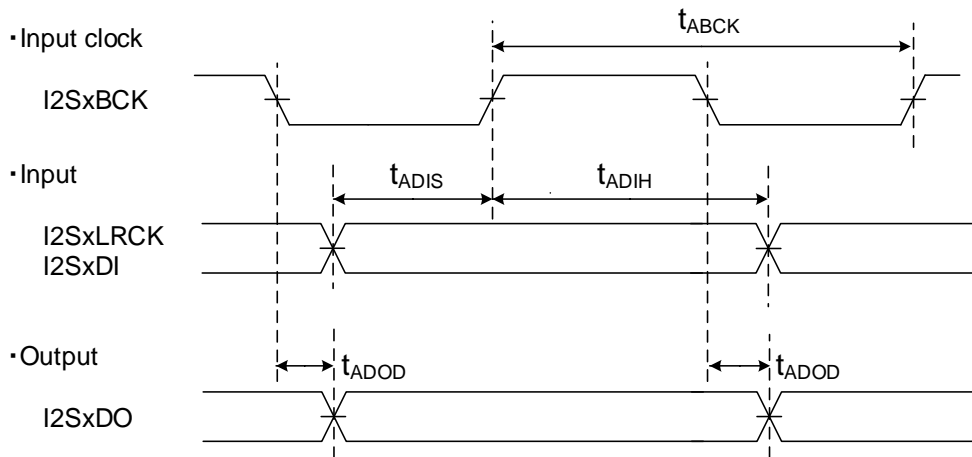 ・Input clock
tABCK
I2SxBCK
・Input
tADIS
tADIH
I2SxLRCK
I2SxDI
・Output
tADOD
tADOD
I2SxDO